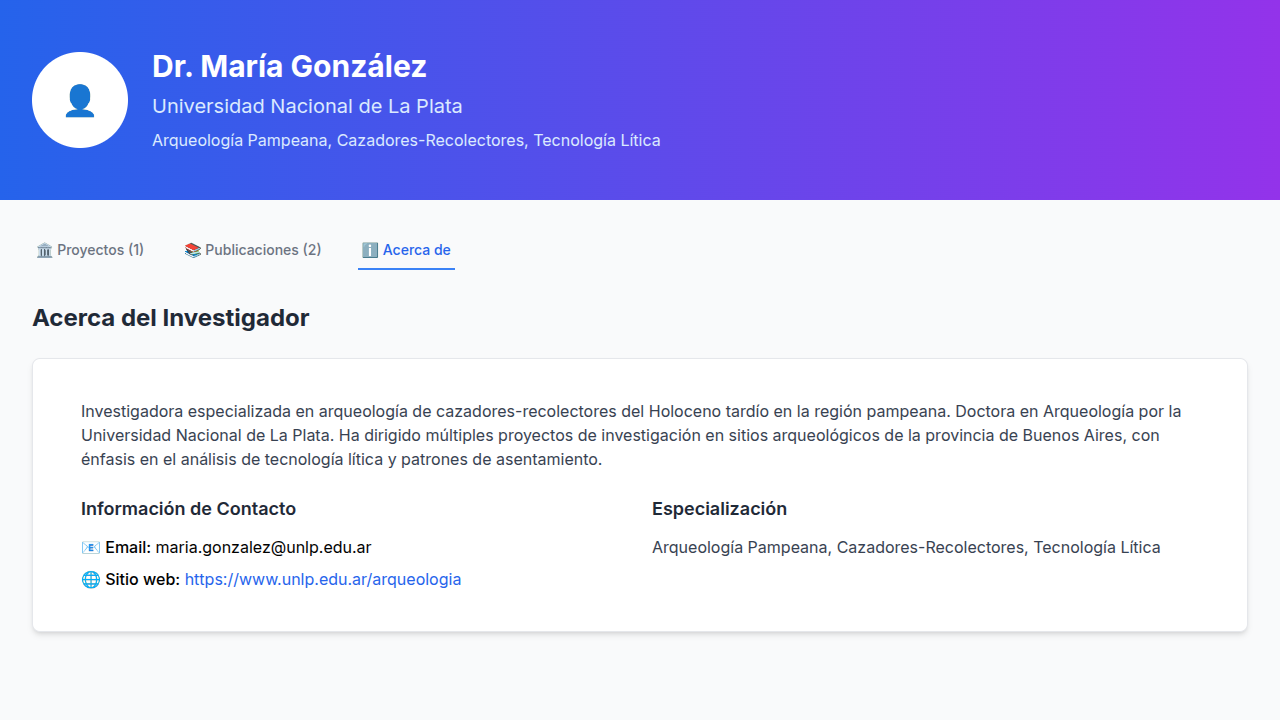 Dr. María González
Universidad Nacional de La Plata
Arqueología Pampeana, Cazadores-Recolectores, Tecnología Lítica
🏛️ Proyectos (1)
📚 Publicaciones (2)
ℹ️ Acerca de
Acerca del Investigador
Investigadora especializada en arqueología de cazadores-recolectores del Holoceno tardío en la región pampeana. Doctora en Arqueología por la
Universidad Nacional de La Plata. Ha dirigido múltiples proyectos de investigación en sitios arqueológicos de la provincia de Buenos Aires, con
énfasis en el análisis de tecnología lítica y patrones de asentamiento.
Información de Contacto
📧 Email: maria.gonzalez@unlp.edu.ar
🌐 Sitio web: https://www.unlp.edu.ar/arqueologia
Especialización
Arqueología Pampeana, Cazadores-Recolectores, Tecnología Lítica